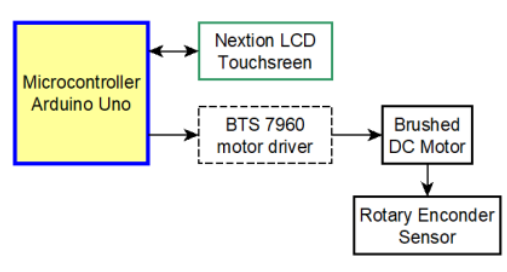 Nextion LCD
Touchsreen
Microcontroller
Arduino Uno
BTS 7960
motor driver
Brushed
DC Motor
Rotary Enconder
Sensor